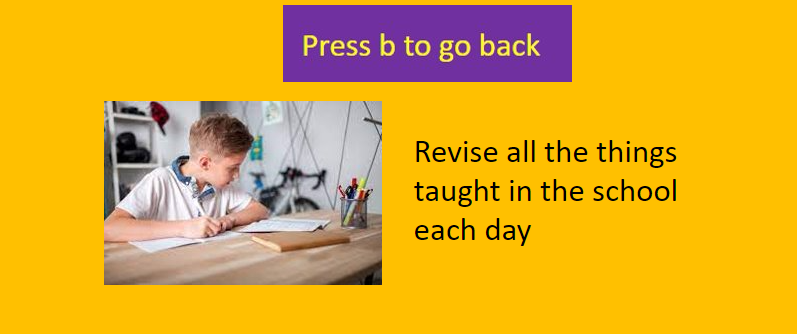 Press b to go back
Revise all the things
taught in the school
each day